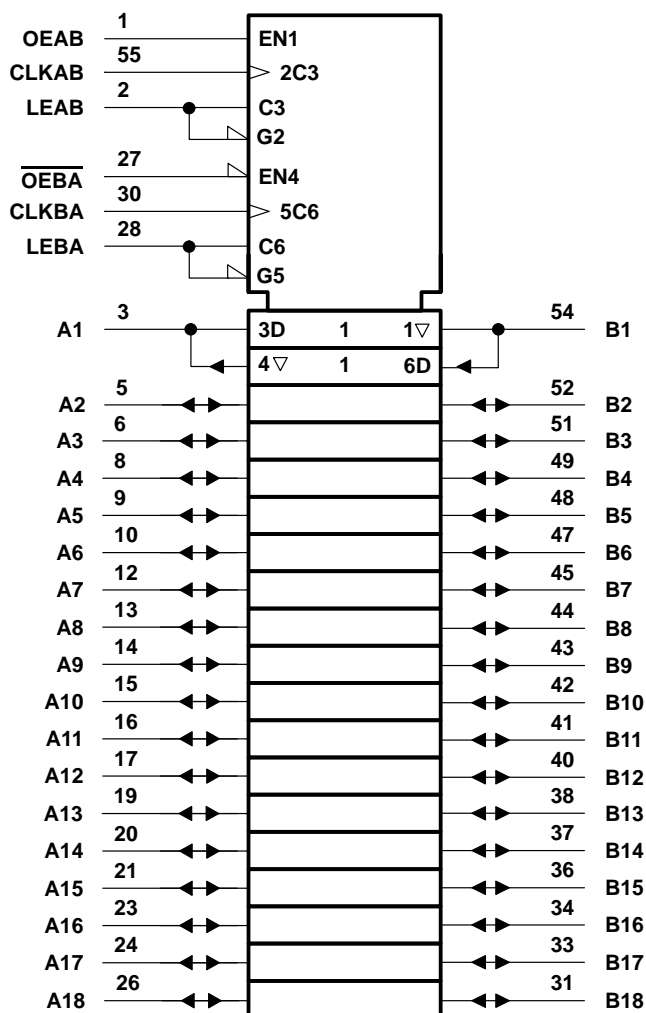 1
OEAB EN1
55
CLKAB 2C3
2
LEAB C3
G2
27
OEBA EN4
30
CLKBA 5C6
28
LEBA C6
G5
3 54
A1 3D 1 1▽ B1
4▽ 1 6D
5 52
A2 B2
6 51
A3 B3
8 49
A4 B4
9 48
A5 B5
10 47
A6 B6
12 45
A7 B7
13 44
A8 B8
14 43
A9 B9
15 42
A10 B10
16 41
A11 B11
17 40
A12 B12
19 38
A13 B13
20 37
A14 B14
21 36
A15 B15
23 34
A16 B16
24 33
A17 B17
26 31
A18 B18